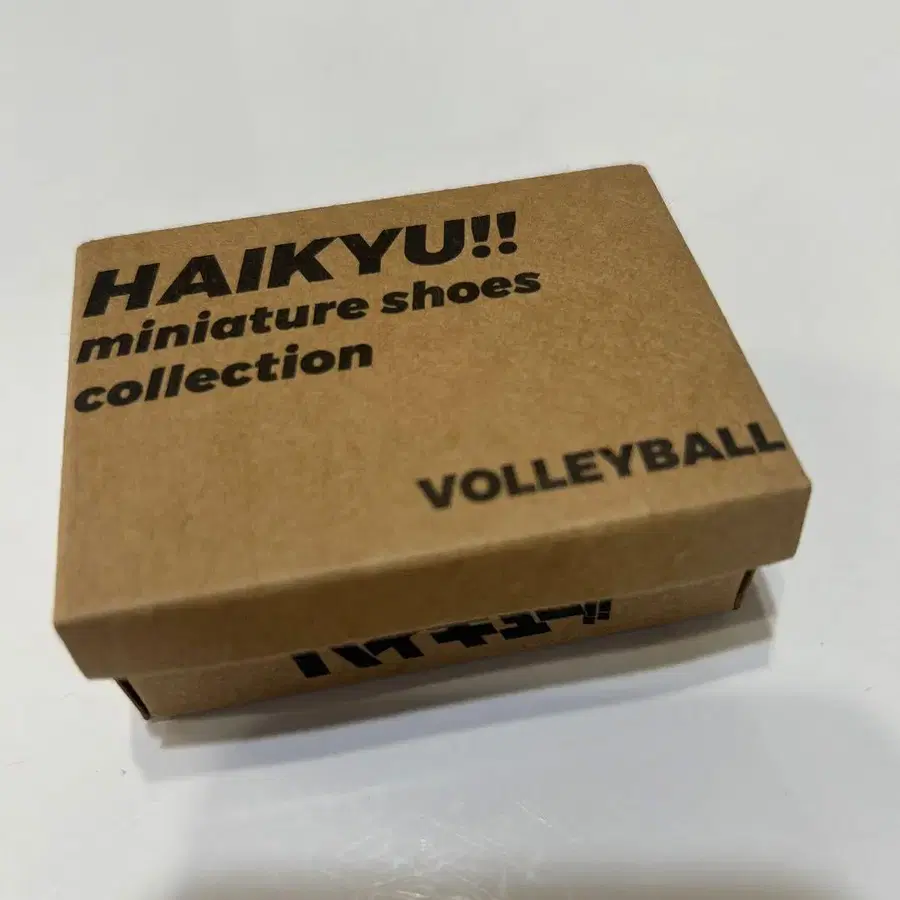 HAIKYU!!
miniature shoes
collection
VOLLEYBALL
ハイキュー!!